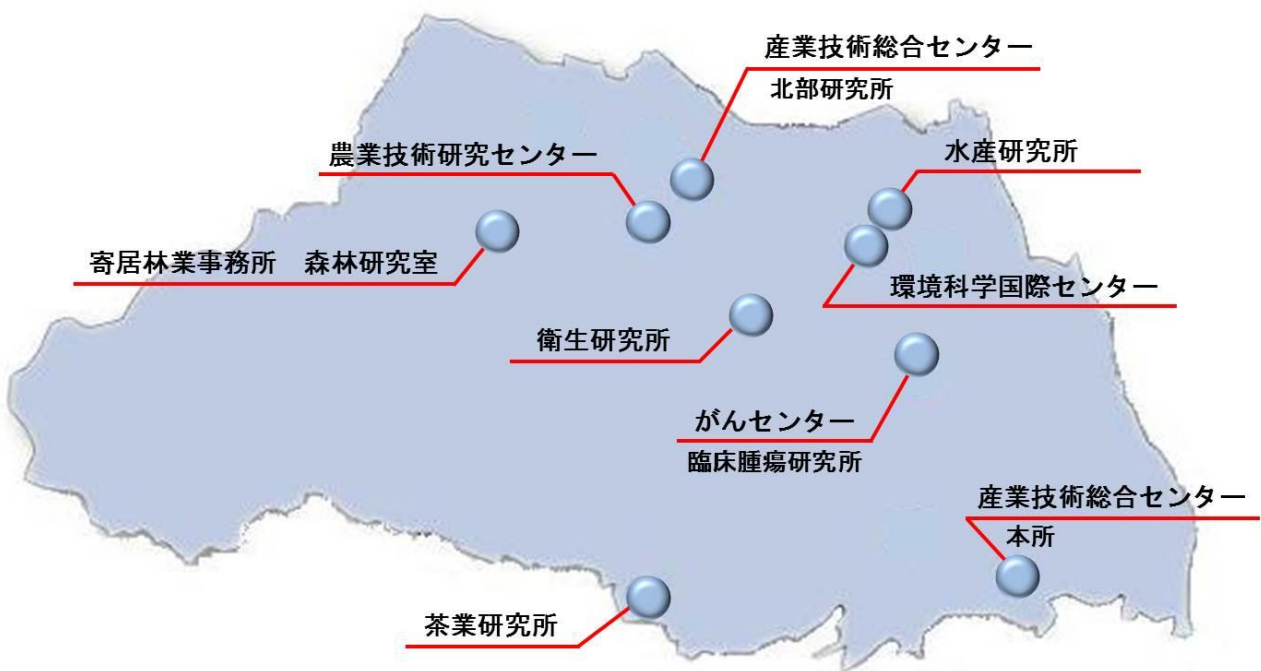 産業技術総合センター
北部研究所
農業技術研究センター
水産研究所
寄居林業事務所　森林研究室
環境科学国際センター
衛生研究所
がんセンター
臨床腫瘍研究所
産業技術総合センター
本所
茶業研究所